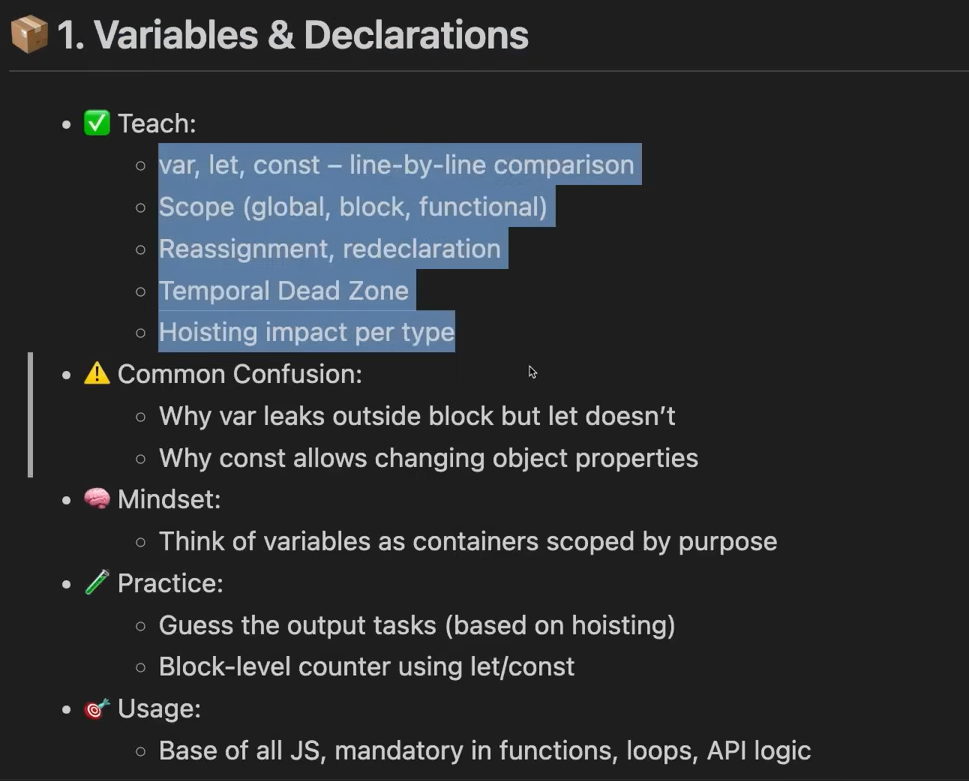 📦 1. Variables & Declarations
• ✅ Teach:
○ var, let, const – line-by-line comparison
○ Scope (global, block, functional)
○ Reassignment, redeclaration
○ Temporal Dead Zone
○ Hoisting impact per type
• ⚠️ Common Confusion:
○ Why var leaks outside block but let doesn’t
○ Why const allows changing object properties
• 🧠 Mindset:
○ Think of variables as containers scoped by purpose
• 🧪 Practice:
○ Guess the output tasks (based on hoisting)
○ Block-level counter using let/const
• 🎯 Usage:
○ Base of all JS, mandatory in functions, loops, API logic